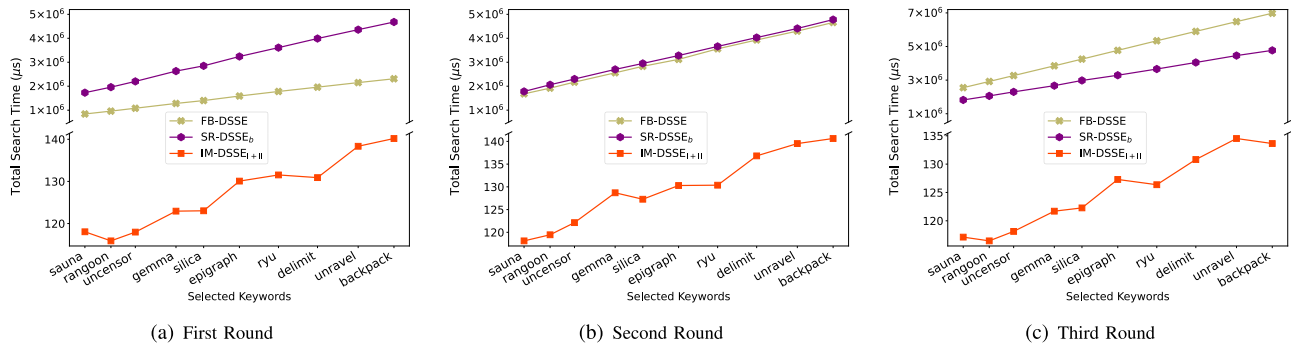 Total Search Time (μs)
5×10⁶
4×10⁶
3×10⁶
2×10⁶
1×10⁶
140
130
120
FB-DSSE
SR-DSSE_b
IM-DSSE_I+II
sauna
rangoon
uncensor
gemma
silica
epigraph
ryu
delimit
unravel
backpack
Selected Keywords
(a) First Round
Total Search Time (μs)
5×10⁶
4×10⁶
3×10⁶
2×10⁶
1×10⁶
140
135
130
125
120
FB-DSSE
SR-DSSE_b
IM-DSSE_I+II
sauna
rangoon
uncensor
gemma
silica
epigraph
ryu
delimit
unravel
backpack
Selected Keywords
(b) Second Round
Total Search Time (μs)
7×10⁶
5×10⁶
3×10⁶
1×10⁶
135
130
125
120
FB-DSSE
SR-DSSE_b
IM-DSSE_I+II
sauna
rangoon
uncensor
gemma
silica
epigraph
ryu
delimit
unravel
backpack
Selected Keywords
(c) Third Round